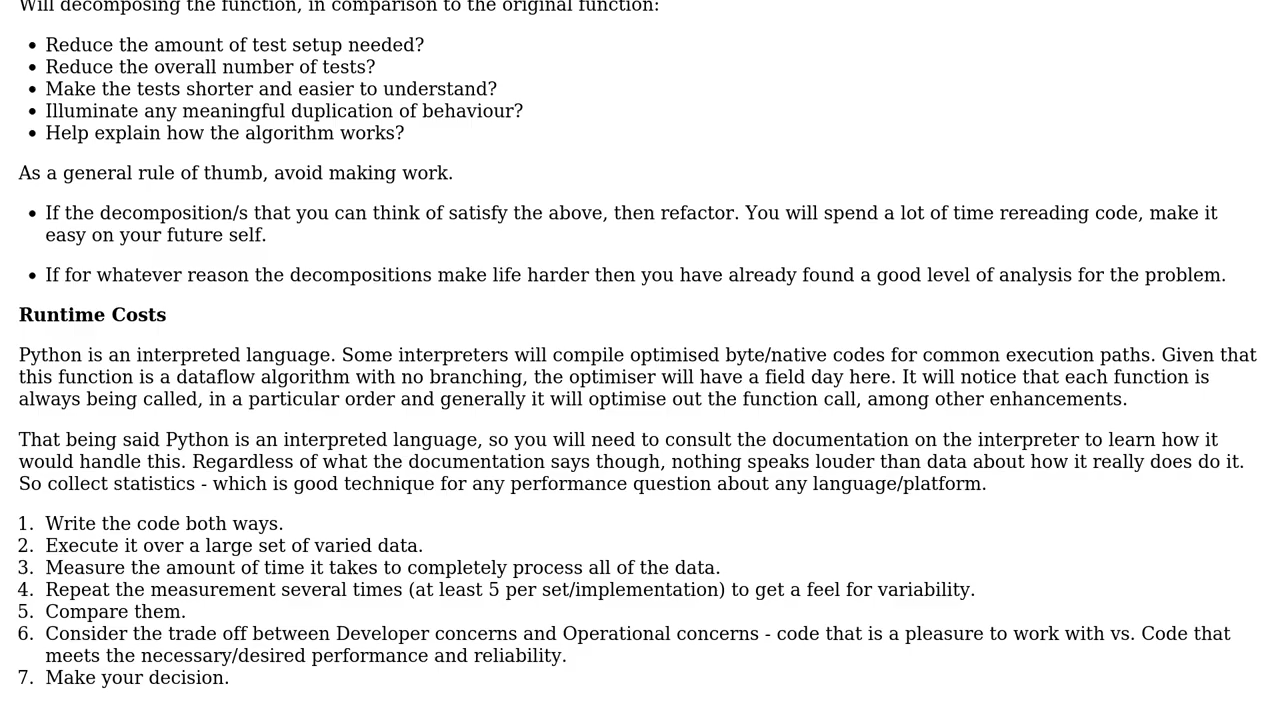 Will decomposing the function, in comparison to the original function:
• Reduce the amount of test setup needed?
• Reduce the overall number of tests?
• Make the tests shorter and easier to understand?
• Illuminate any meaningful duplication of behaviour?
• Help explain how the algorithm works?
As a general rule of thumb, avoid making work.
• If the decomposition/s that you can think of satisfy the above, then refactor. You will spend a lot of time rereading code, make it
easy on your future self.
• If for whatever reason the decompositions make life harder then you have already found a good level of analysis for the problem.
Runtime Costs
Python is an interpreted language. Some interpreters will compile optimised byte/native codes for common execution paths. Given that
this function is a dataflow algorithm with no branching, the optimiser will have a field day here. It will notice that each function is
always being called, in a particular order and generally it will optimise out the function call, among other enhancements.
That being said Python is an interpreted language, so you will need to consult the documentation on the interpreter to learn how it
would handle this. Regardless of what the documentation says though, nothing speaks louder than data about how it really does do it.
So collect statistics - which is good technique for any performance question about any language/platform.
1. Write the code both ways.
2. Execute it over a large set of varied data.
3. Measure the amount of time it takes to completely process all of the data.
4. Repeat the measurement several times (at least 5 per set/implementation) to get a feel for variability.
5. Compare them.
6. Consider the trade off between Developer concerns and Operational concerns - code that is a pleasure to work with vs. Code that
meets the necessary/desired performance and reliability.
7. Make your decision.